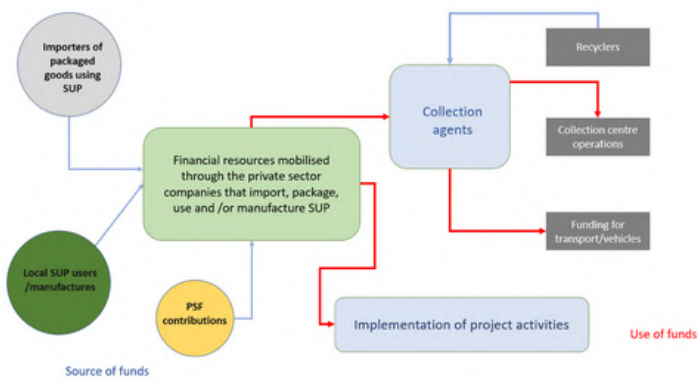 Importers of
packaged
goods using
SUP
Recyclers
Collection
agents
Collection centre
operations
Financial resources mobilised
through the private sector
companies that import, package,
use and /or manufacture SUP
Funding for
transport/vehicles
Local SUP users
/manufactures
PSF
contributions
Implementation of project activities
Use of funds
Source of funds